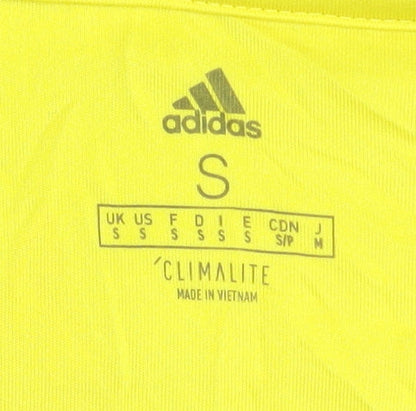 adidas
S
UK US F D I E CDN J
S S S S S S S/P M
CLIMALITE
MADE IN VIETNAM